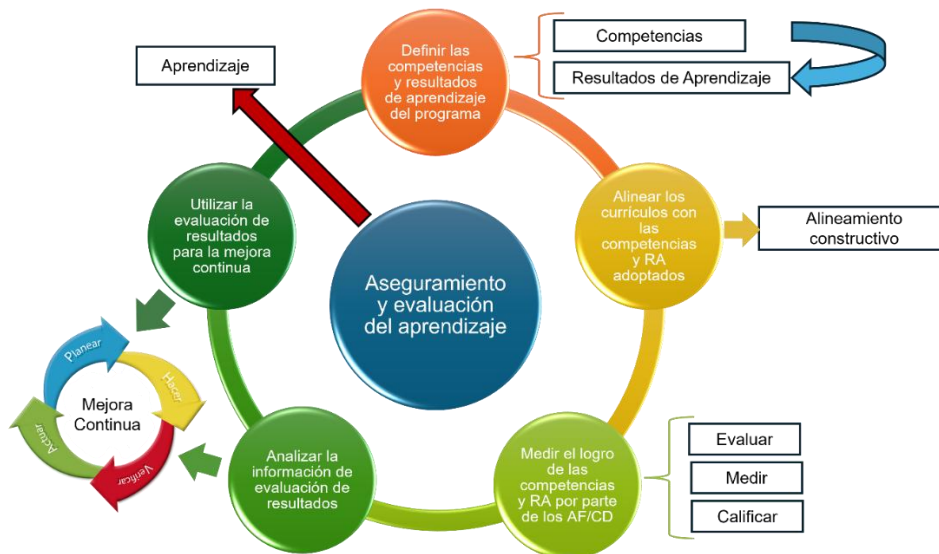 Aprendizaje
Definir las
competencias
y resultados
de aprendizaje
del programa
Competencias
Resultados de Aprendizaje
Utilizar la
evaluación de
resultados
para la mejora
continua
Alinear los
currículos con
las
competencias
y RA
adoptados
Alineamiento
constructivo
Aseguramiento
y evaluación
del aprendizaje
Planear
Hacer
Verificar
Actuar
Mejora
Continua
Analizar la
información de
evaluación de
resultados
Medir el logro
de las
competencias
y RA por parte
de los AF/CD
Evaluar
Medir
Calificar